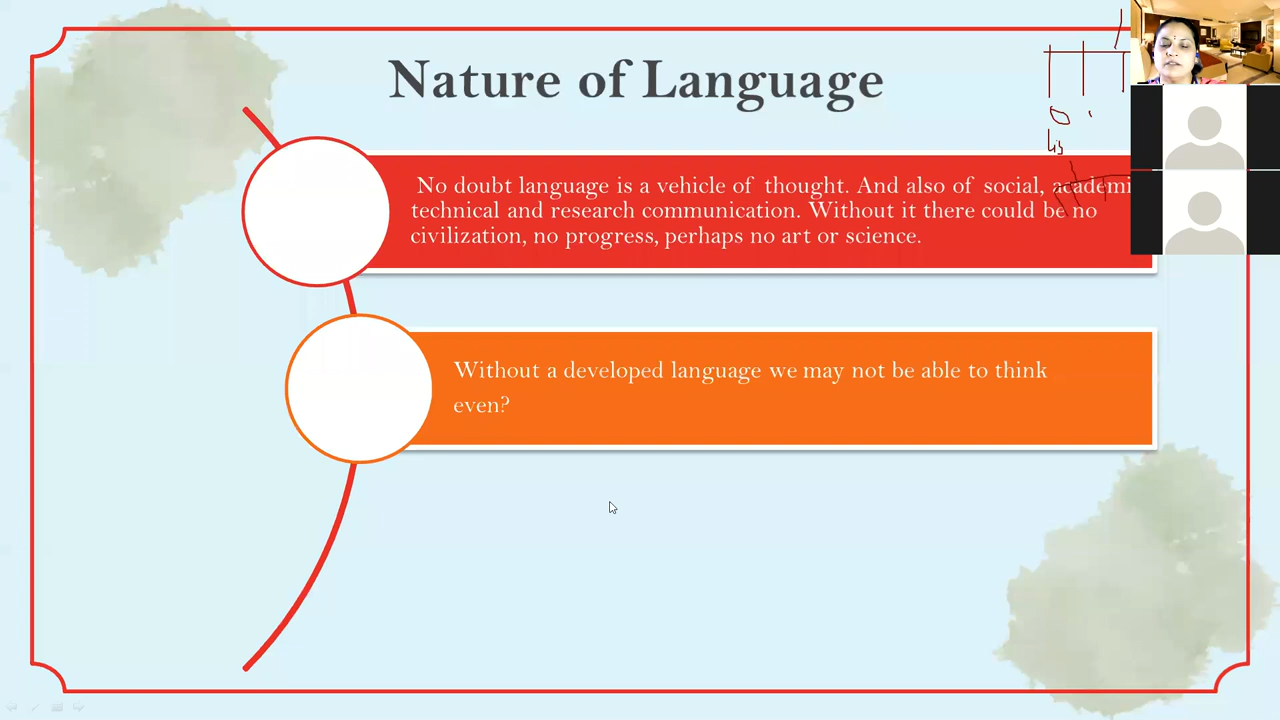 Nature of Language
No doubt language is a vehicle of thought. And also of social, academi
technical and research communication. Without it there could be no
civilization, no progress, perhaps no art or science.
Without a developed language we may not be able to think
even?